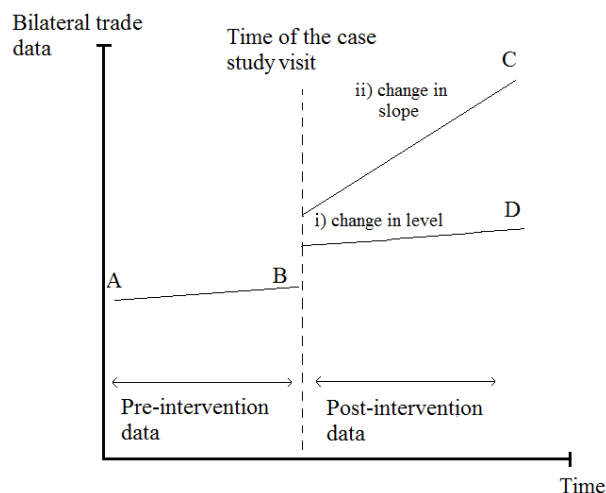 Bilateral trade
data
Time of the case
study visit
C
ii) change in
slope
D
i) change in level
A
B
Pre-intervention
data
Post-intervention
data
Time